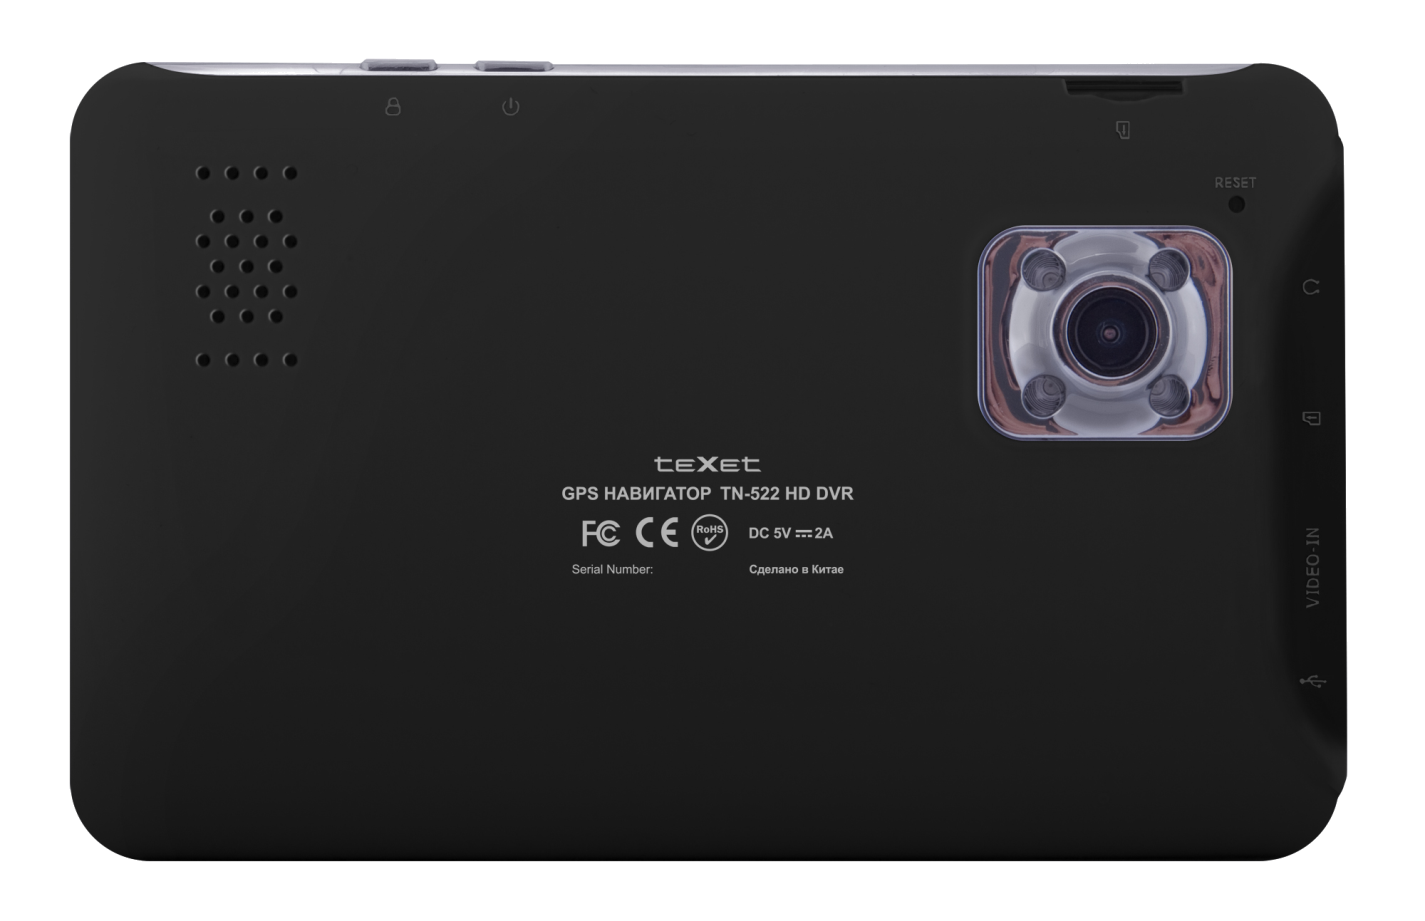 RESET
teXet
GPS НАВИГАТОР TN-522 HD DVR
FC CE RoHS DC 5V 2A
Serial Number: Сделано в Китае
VIDEO-IN